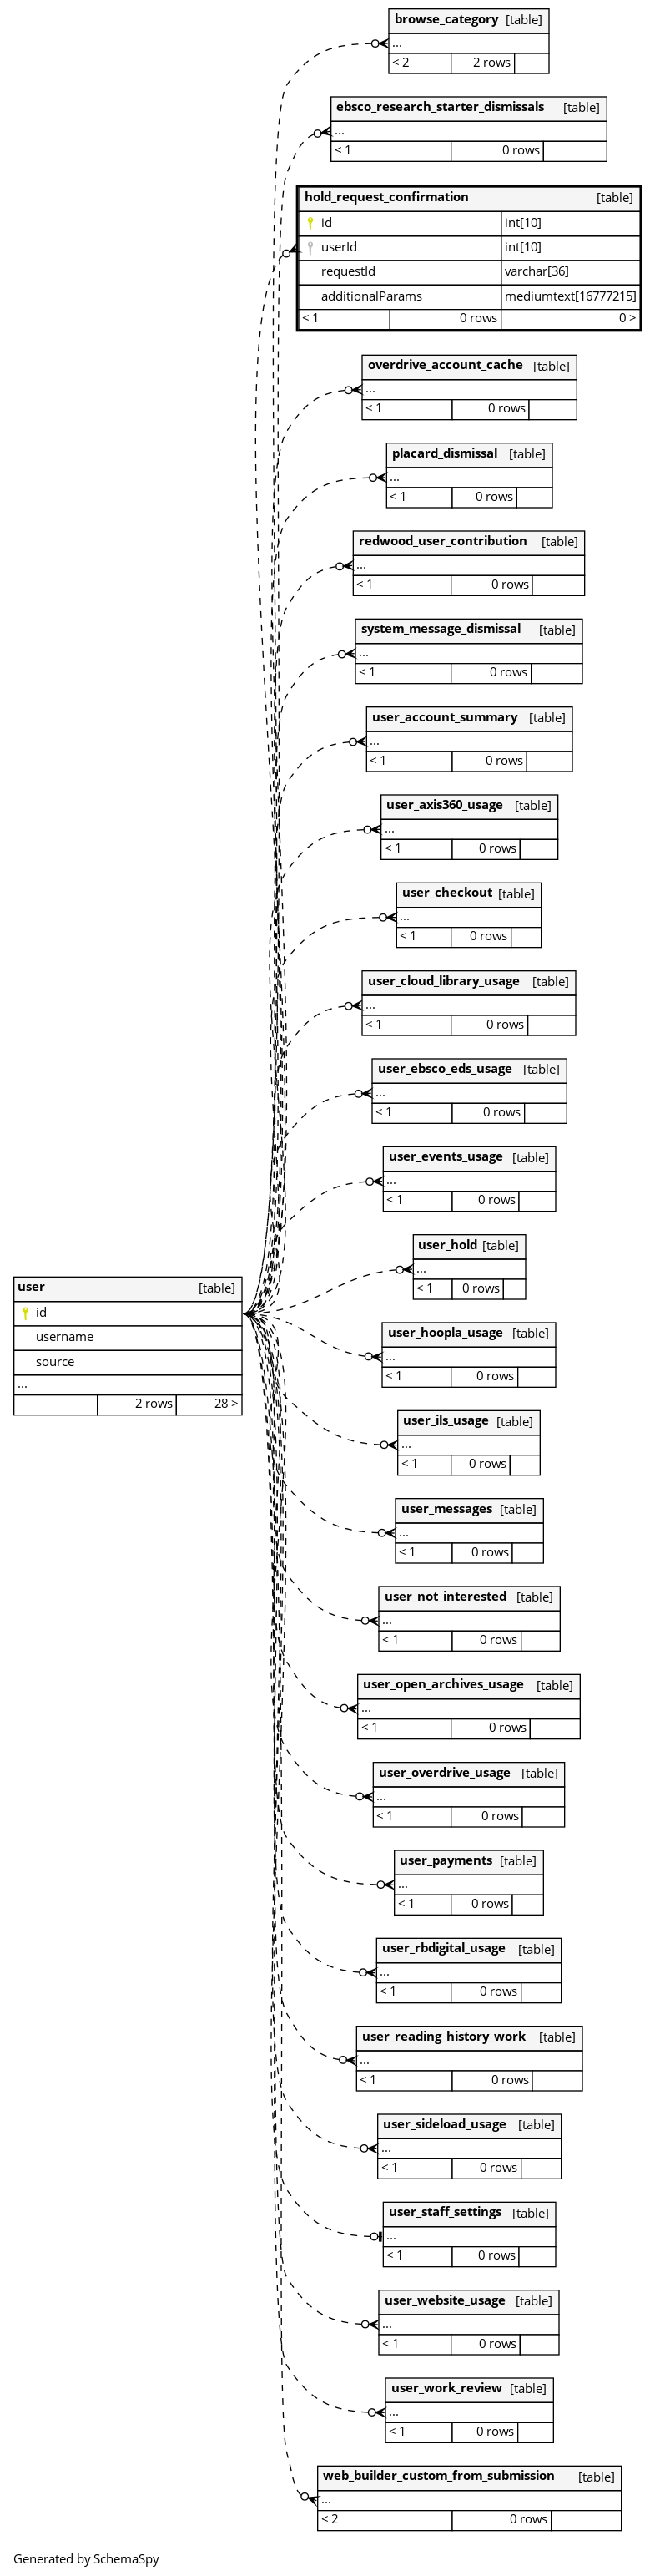 browse_category [table]
...
< 2 2 rows
ebsco_research_starter_dismissals [table]
...
< 1 0 rows
hold_request_confirmation [table]
id int[10]
userId int[10]
requestId varchar[36]
additionalParams mediumtext[16777215]
< 1 0 rows 0 >
overdrive_account_cache [table]
...
< 1 0 rows
placard_dismissal [table]
...
< 1 0 rows
redwood_user_contribution [table]
...
< 1 0 rows
system_message_dismissal [table]
...
< 1 0 rows
user_account_summary [table]
...
< 1 0 rows
user_axis360_usage [table]
...
< 1 0 rows
user_checkout [table]
...
< 1 0 rows
user_cloud_library_usage [table]
...
< 1 0 rows
user_ebsco_eds_usage [table]
...
< 1 0 rows
user_events_usage [table]
...
< 1 0 rows
user_hold [table]
...
< 1 0 rows
user [table]
id
username
source
...
2 rows 28 >
user_hoopla_usage [table]
...
< 1 0 rows
user_ils_usage [table]
...
< 1 0 rows
user_messages [table]
...
< 1 0 rows
user_not_interested [table]
...
< 1 0 rows
user_open_archives_usage [table]
...
< 1 0 rows
user_overdrive_usage [table]
...
< 1 0 rows
user_payments [table]
...
< 1 0 rows
user_rbdigital_usage [table]
...
< 1 0 rows
user_reading_history_work [table]
...
< 1 0 rows
user_sideload_usage [table]
...
< 1 0 rows
user_staff_settings [table]
...
< 1 0 rows
user_website_usage [table]
...
< 1 0 rows
user_work_review [table]
...
< 1 0 rows
web_builder_custom_from_submission [table]
...
< 2 0 rows
Generated by SchemaSpy